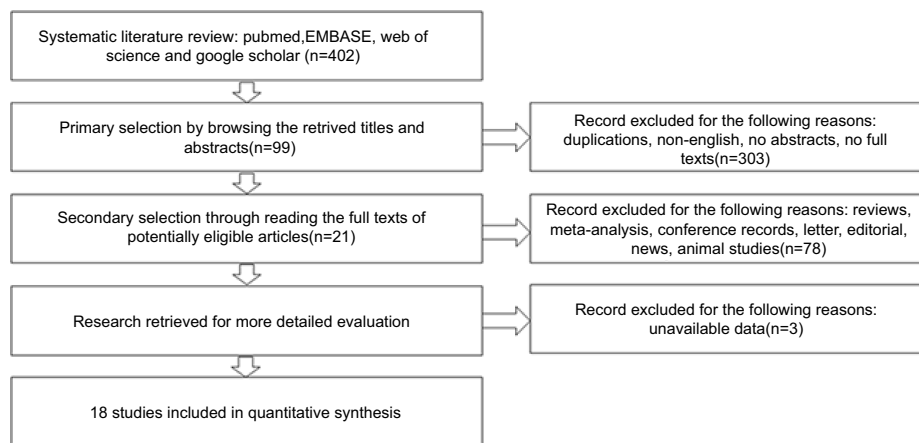 Systematic literature review: pubmed,EMBASE, web of
science and google scholar (n=402)
Primary selection by browsing the retrived titles and
abstracts(n=99)
Record excluded for the following reasons:
duplications, non-english, no abstracts, no full
texts(n=303)
Secondary selection through reading the full texts of
potentially eligible articles(n=21)
Record excluded for the following reasons: reviews,
meta-analysis, conference records, letter, editorial,
news, animal studies(n=78)
Research retrieved for more detailed evaluation
Record excluded for the following reasons:
unavailable data(n=3)
18 studies included in quantitative synthesis